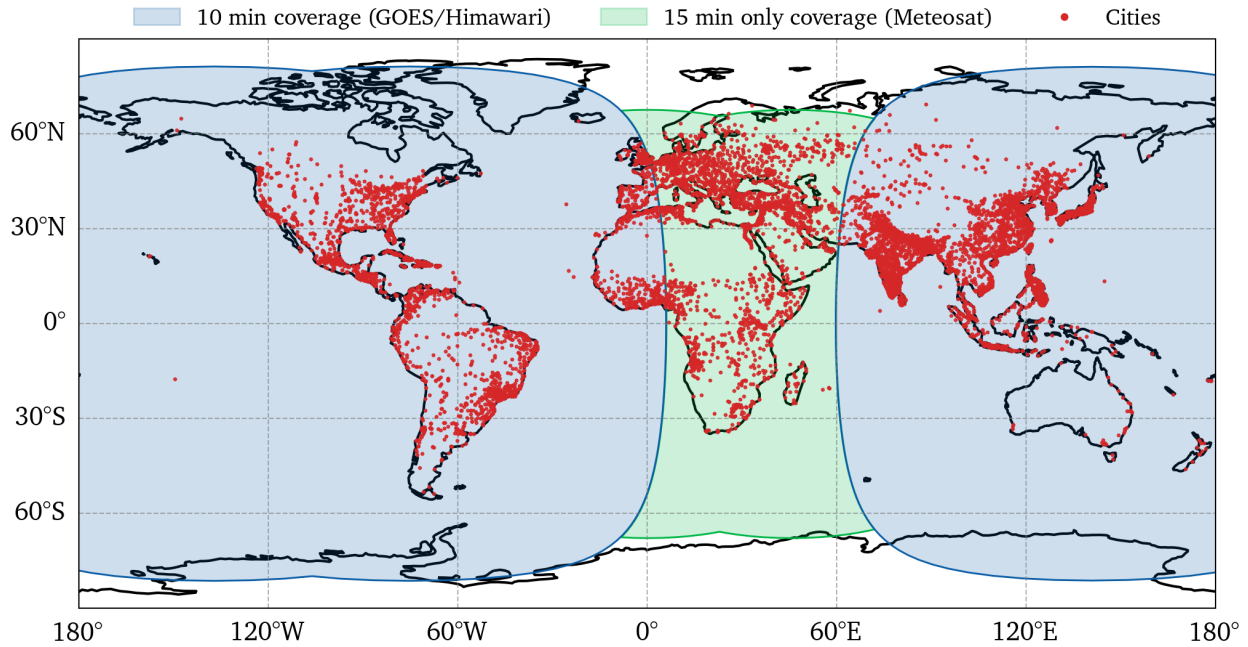 10 min coverage (GOES/Himawari) 15 min only coverage (Meteosat) Cities
60°N
30°N
0°
30°S
60°S
180° 120°W 60°W 0° 60°E 120°E 180°